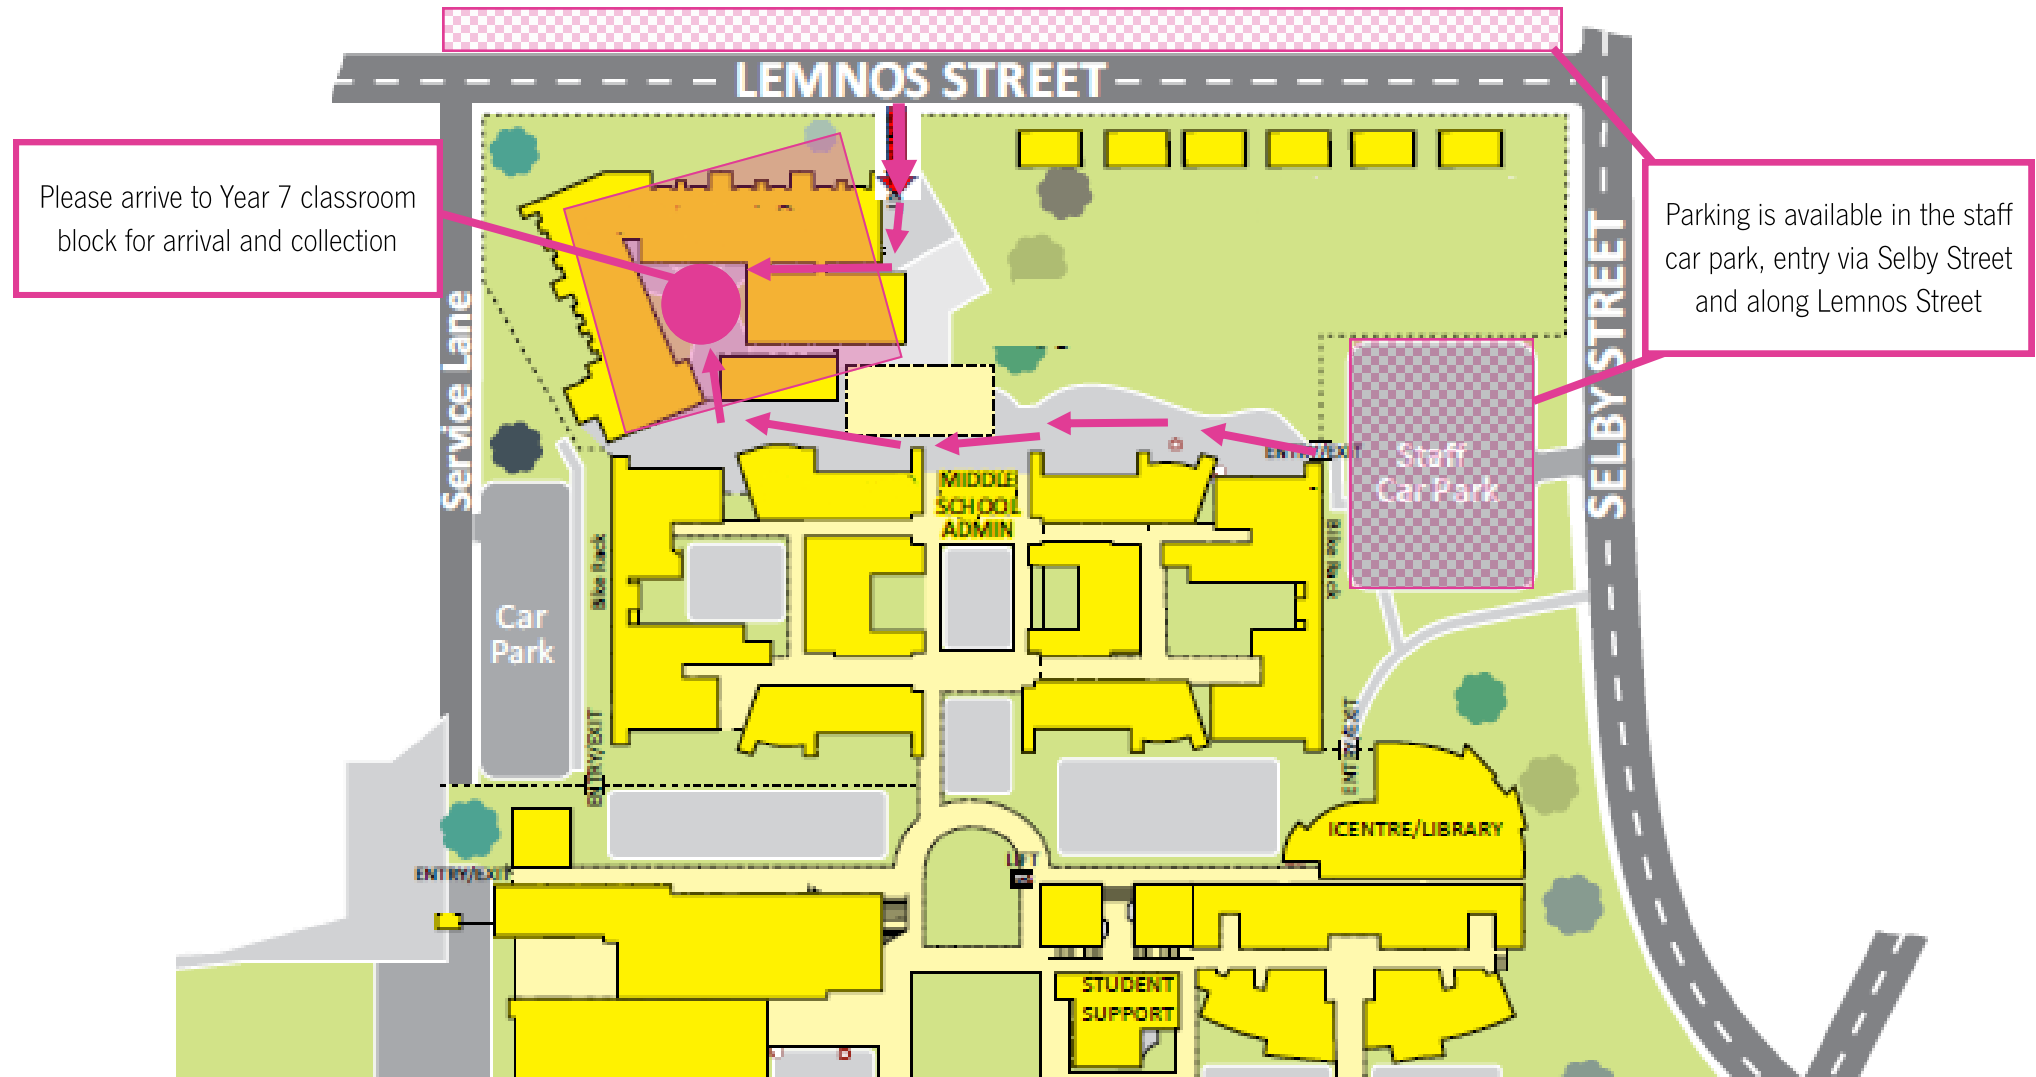 LEMNOS STREET
Please arrive to Year 7 classroom
block for arrival and collection
Parking is available in the staff
car park, entry via Selby Street
and along Lemnos Street
SELBY STREET
Service Lane
ENTRY/EXIT
Staff
Car Park
MIDDLE
SCHOOL
ADMIN
Bike Rack
Bike Rack
Car
Park
ENTRY/EXIT
ENTRY/EXIT
ICENTRE/LIBRARY
LIFT
ENTRY/EXIT
STUDENT
SUPPORT